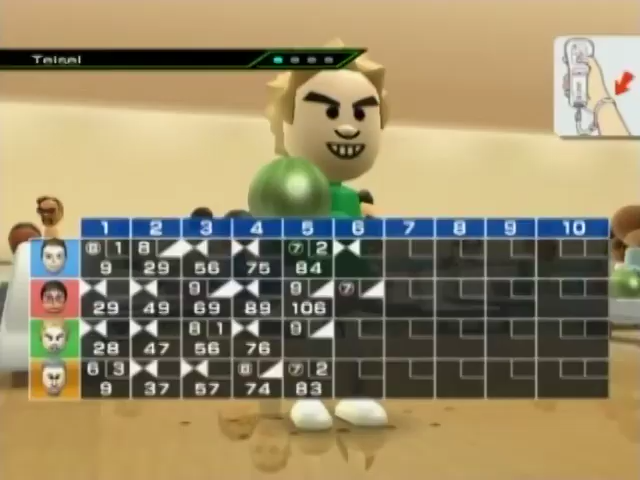 Teisei
1 2 3 4 5 6 7 8 9 10
8 1 8 7 2
9 29 56 75 84
9 9 9 7
29 49 69 89 106
8 1 9
28 47 56 76
6 3 8 7 2
9 37 57 74 83